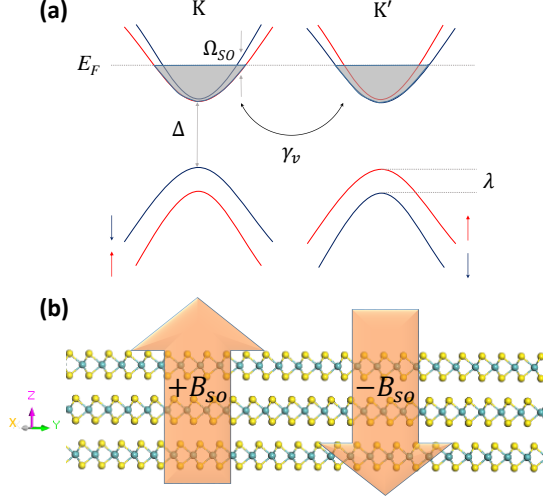 (a)
K K′
E_F
Ω_SO
Δ
γ_v
λ
(b)
+B_so −B_so
Z
X Y